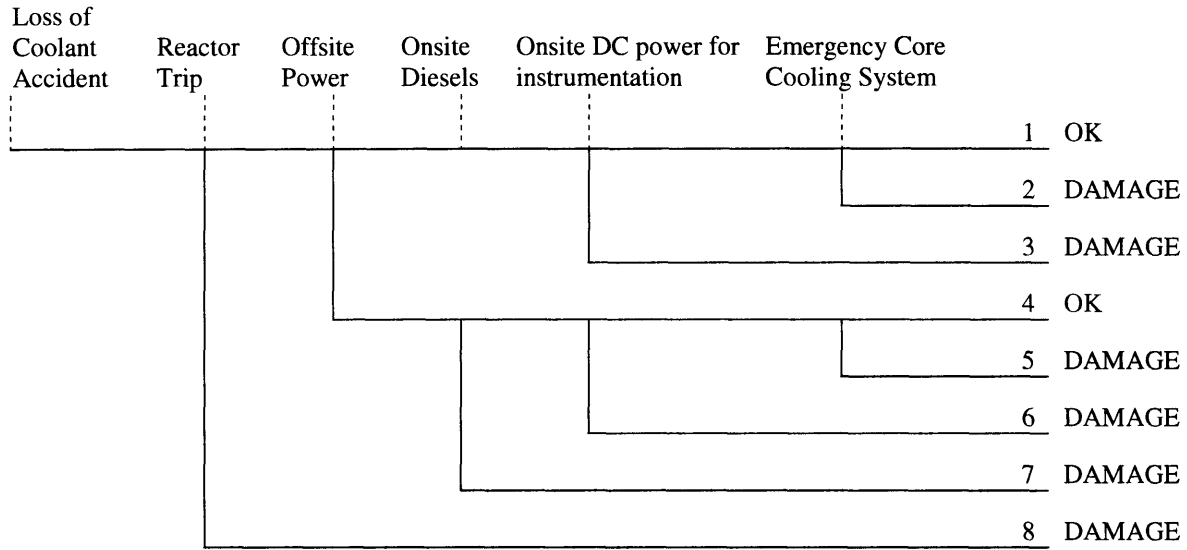 Loss of
Coolant
Accident
Reactor
Trip
Offsite
Power
Onsite
Diesels
Onsite DC power for
instrumentation
Emergency Core
Cooling System
1 OK
2 DAMAGE
3 DAMAGE
4 OK
5 DAMAGE
6 DAMAGE
7 DAMAGE
8 DAMAGE